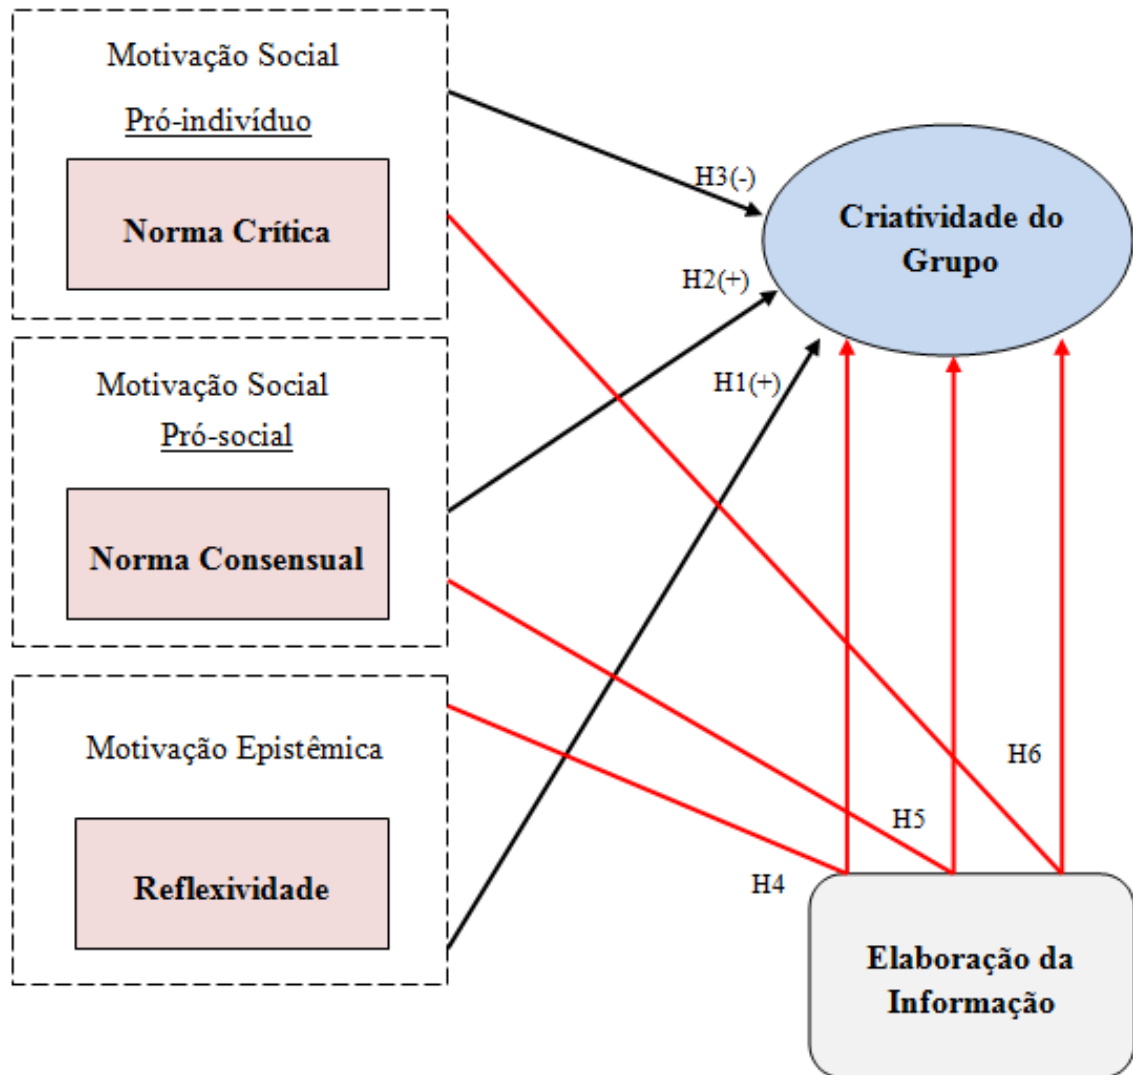 Motivação Social
Pró-indivíduo
Norma Crítica
Motivação Social
Pró-social
Norma Consensual
Motivação Epistêmica
Reflexividade
H3(-)
H2(+)
H1(+)
Criatividade do
Grupo
H6
H5
H4
Elaboração da
Informação